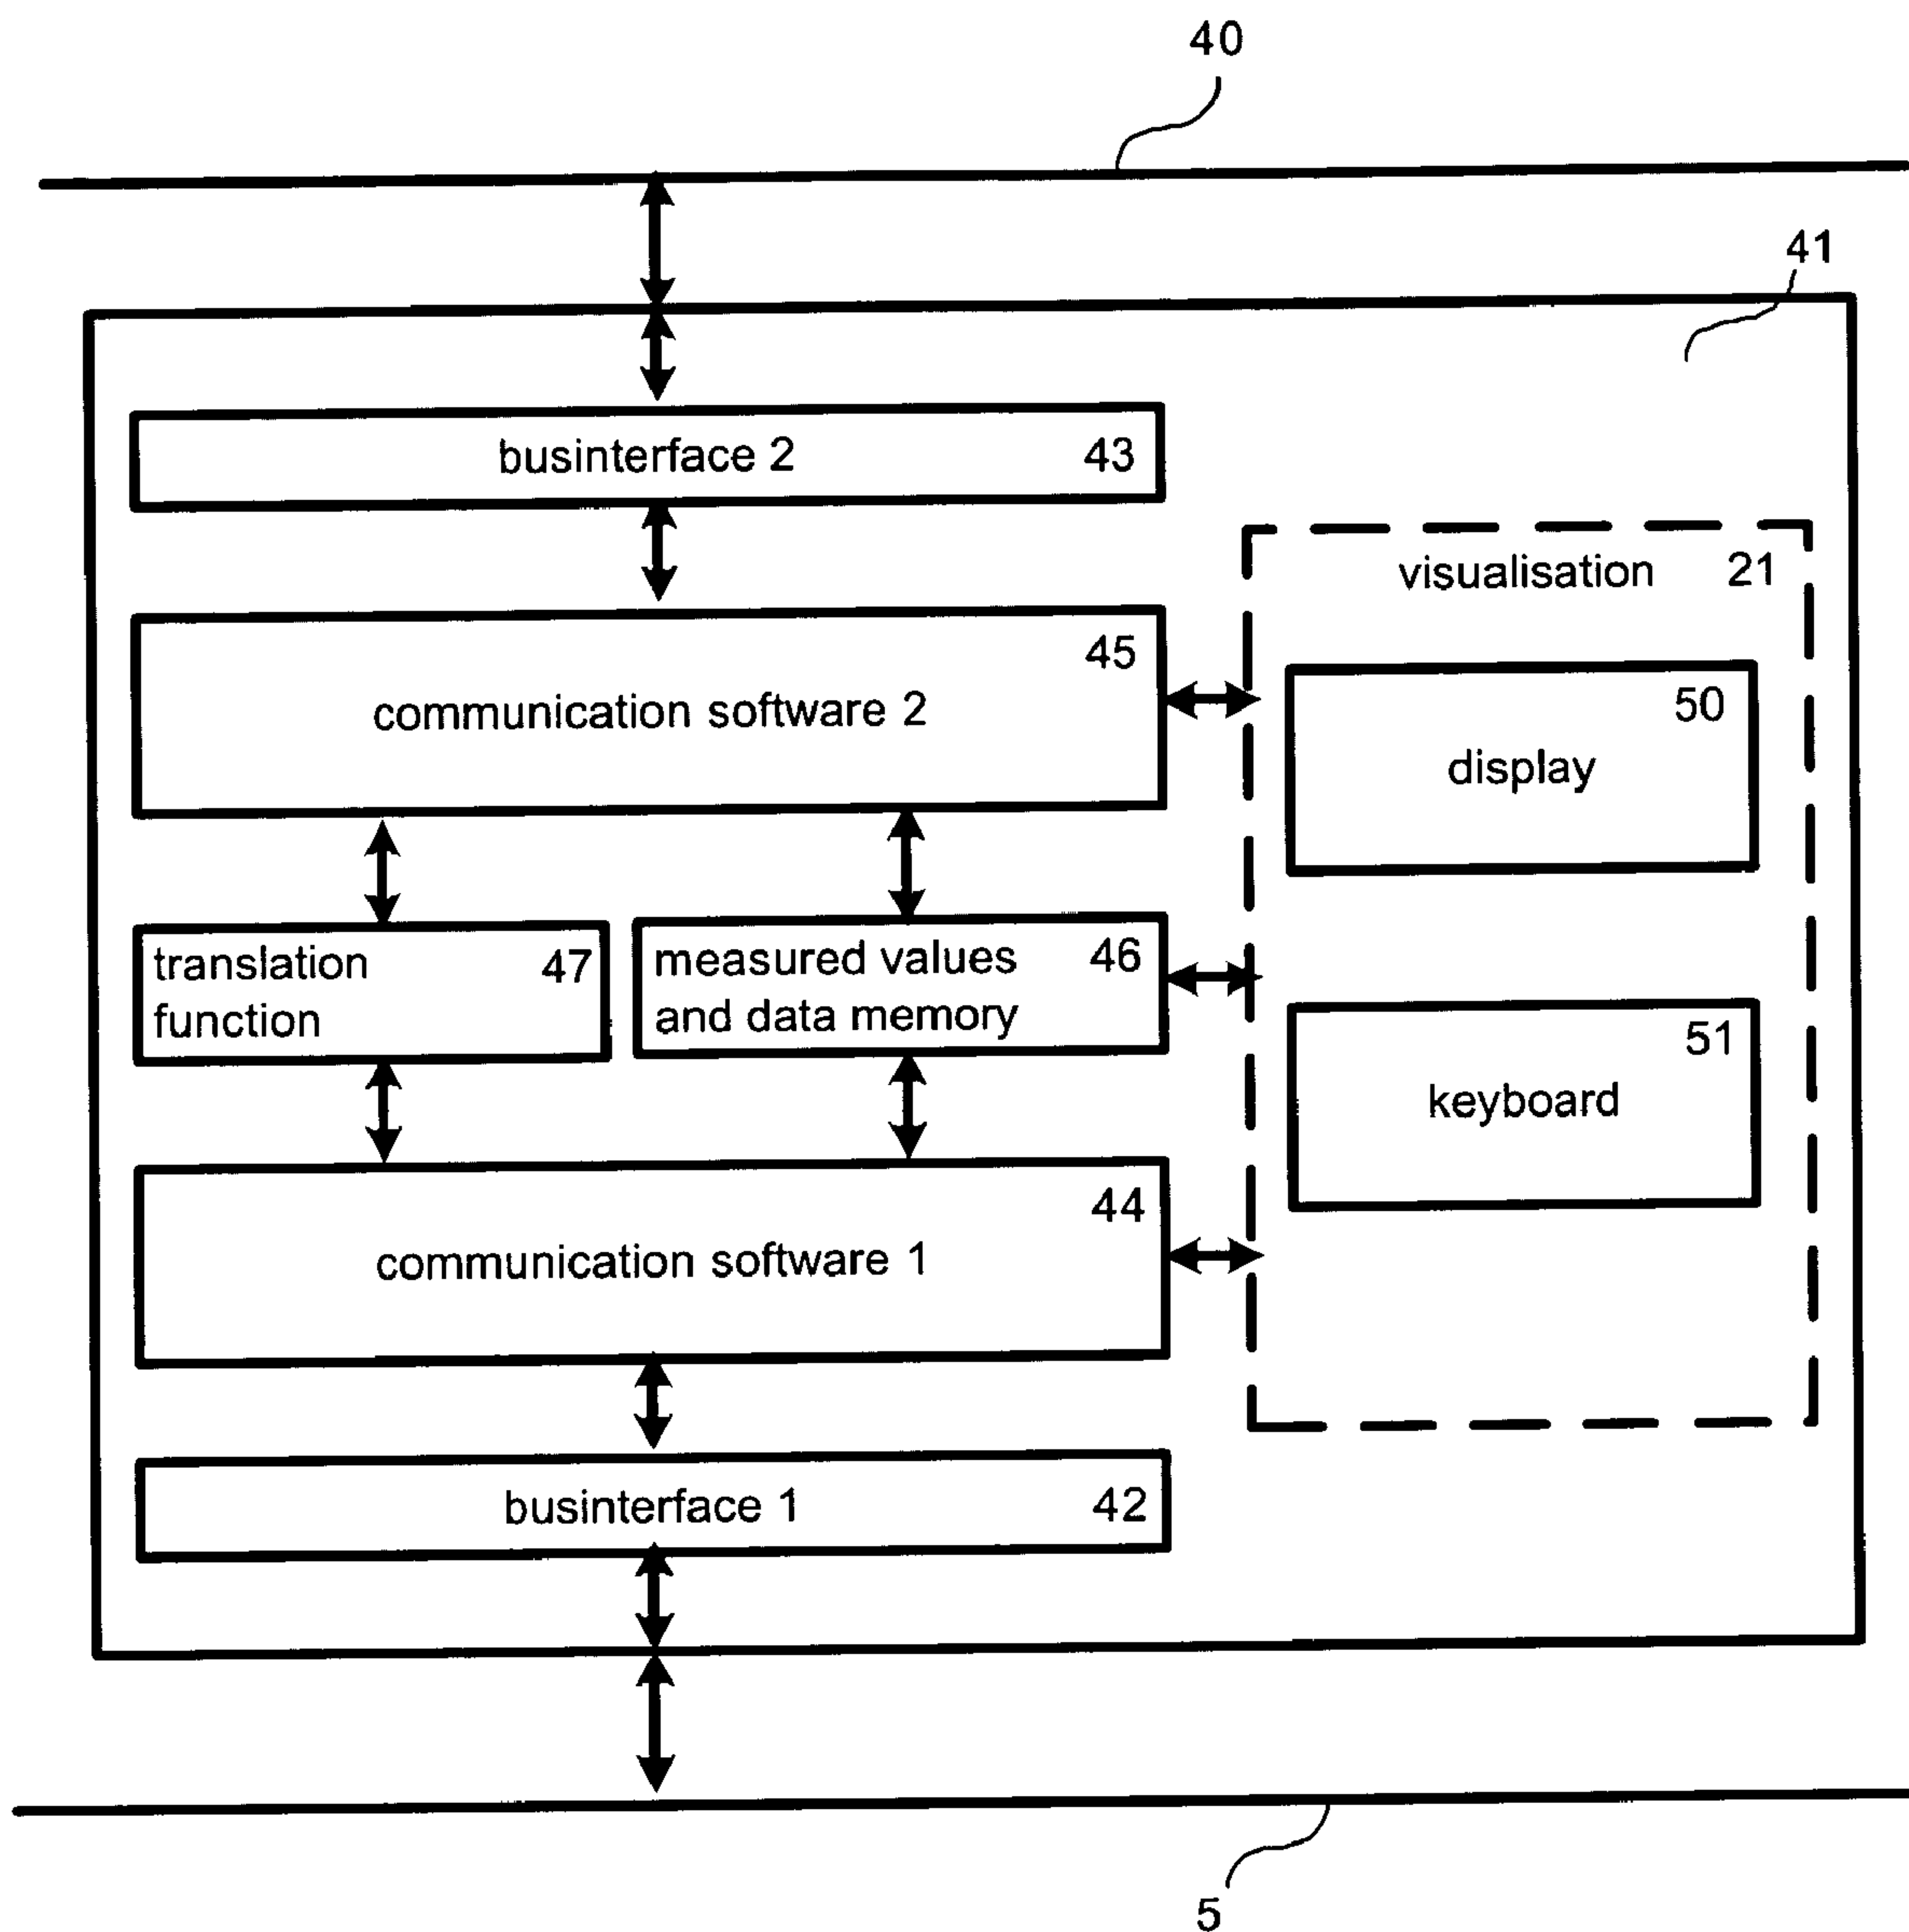 40
41
businterface 2 43
visualisation 21
communication software 2 45
display 50
translation function 47
measured values and data memory 46
keyboard 51
communication software 1 44
businterface 1 42
5